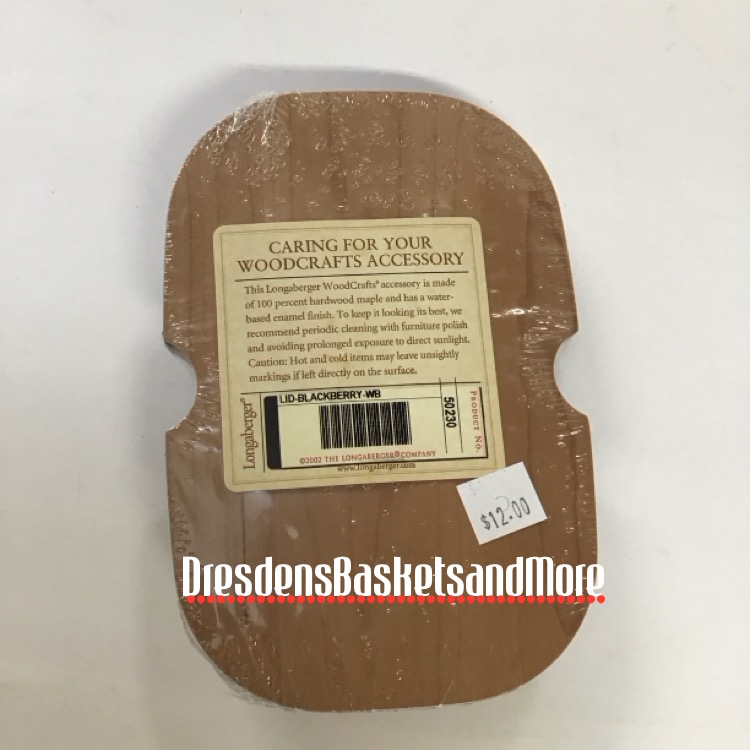 CARING FOR YOUR
WOODCRAFTS ACCESSORY
This Longaberger WoodCrafts® accessory is made
of 100 percent hardwood maple and has a water-
based enamel finish. To keep it looking its best, we
recommend periodic cleaning with furniture polish
and avoiding prolonged exposure to direct sunlight.
Caution: Hot and cold items may leave unsightly
markings if left directly on the surface.
Longaberger®
LID-BLACKBERRY-WB
50230
PRODUCT NO.
©2002 THE LONGABERGER® COMPANY
www.longaberger.com
$12.00
DresdensBasketsandMore